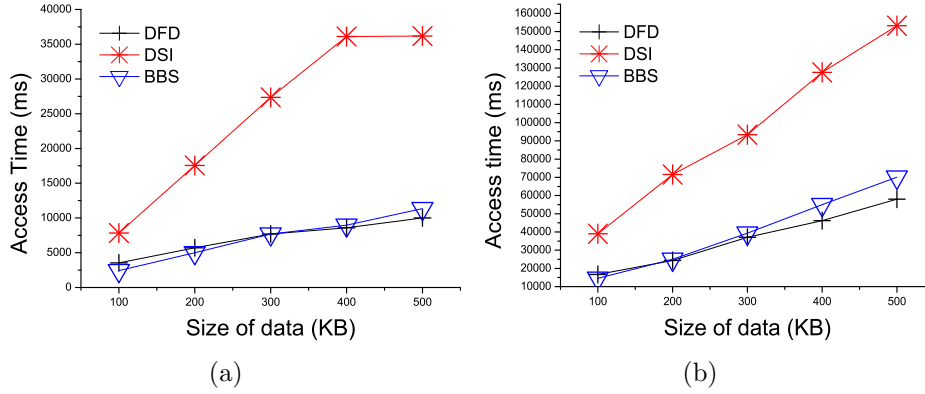 DFD
DSI
BBS
Access Time (ms)
40000
35000
30000
25000
20000
15000
10000
5000
0
100 200 300 400 500
Size of data (KB)
(a)
DFD
DSI
BBS
Access time (ms)
160000
150000
140000
130000
120000
110000
100000
90000
80000
70000
60000
50000
40000
30000
20000
10000
100 200 300 400 500
Size of data (KB)
(b)